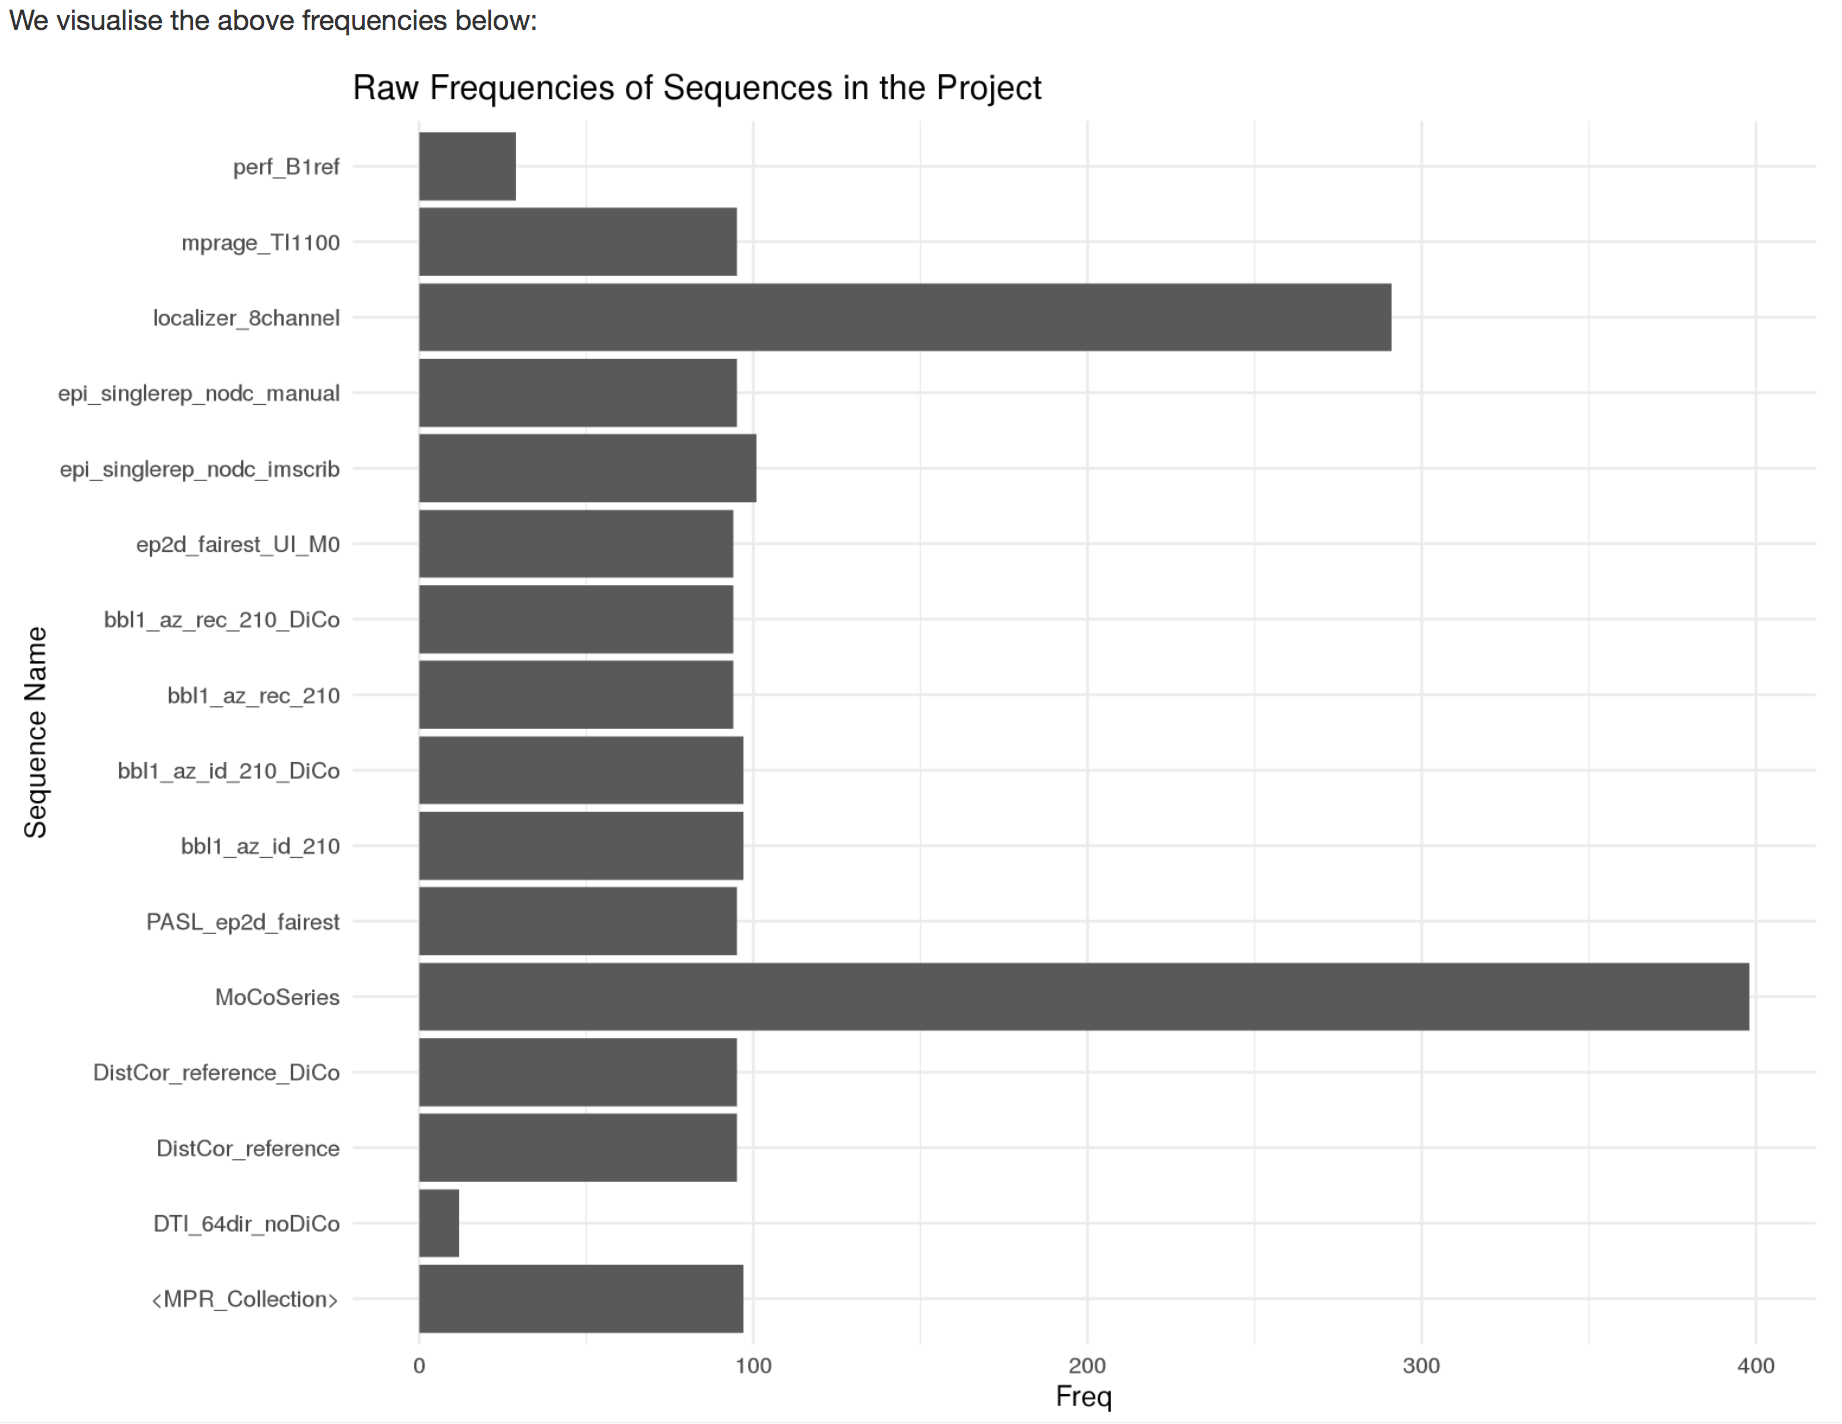 We visualise the above frequencies below:
Raw Frequencies of Sequences in the Project
Sequence Name
perf_B1ref
mprage_TI1100
localizer_8channel
epi_singlerep_nodc_manual
epi_singlerep_nodc_imscrib
ep2d_fairest_UI_M0
bbl1_az_rec_210_DiCo
bbl1_az_rec_210
bbl1_az_id_210_DiCo
bbl1_az_id_210
PASL_ep2d_fairest
MoCoSeries
DistCor_reference_DiCo
DistCor_reference
DTI_64dir_noDiCo
<MPR_Collection>
0 100 200 300 400
Freq